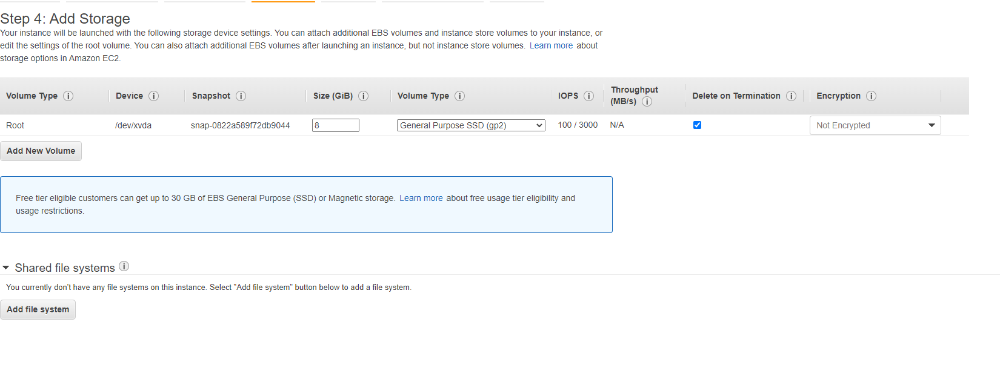 Step 4: Add Storage
Your instance will be launched with the following storage device settings. You can attach additional EBS volumes and instance store volumes to your instance, or
edit the settings of the root volume. You can also attach additional EBS volumes after launching an instance, but not instance store volumes. Learn more about
storage options in Amazon EC2.
Volume Type i Device i Snapshot i Size (GiB) i Volume Type i IOPS i Throughput (MB/s) i Delete on Termination i Encryption i
Root /dev/xvda snap-0822a589f72db9044 8 General Purpose SSD (gp2) 100 / 3000 N/A Not Encrypted
Add New Volume
Free tier eligible customers can get up to 30 GB of EBS General Purpose (SSD) or Magnetic storage. Learn more about free usage tier eligibility and
usage restrictions.
Shared file systems i
You currently don't have any file systems on this instance. Select "Add file system" button below to add a file system.
Add file system